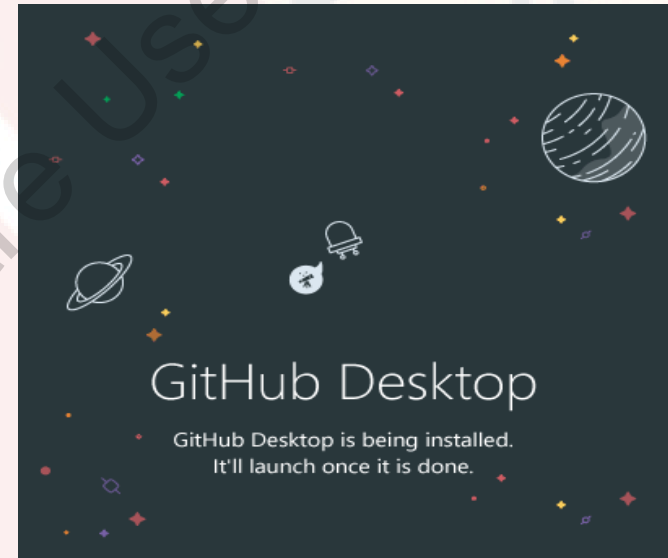 GitHub Desktop
GitHub Desktop is being installed.
It'll launch once it is done.